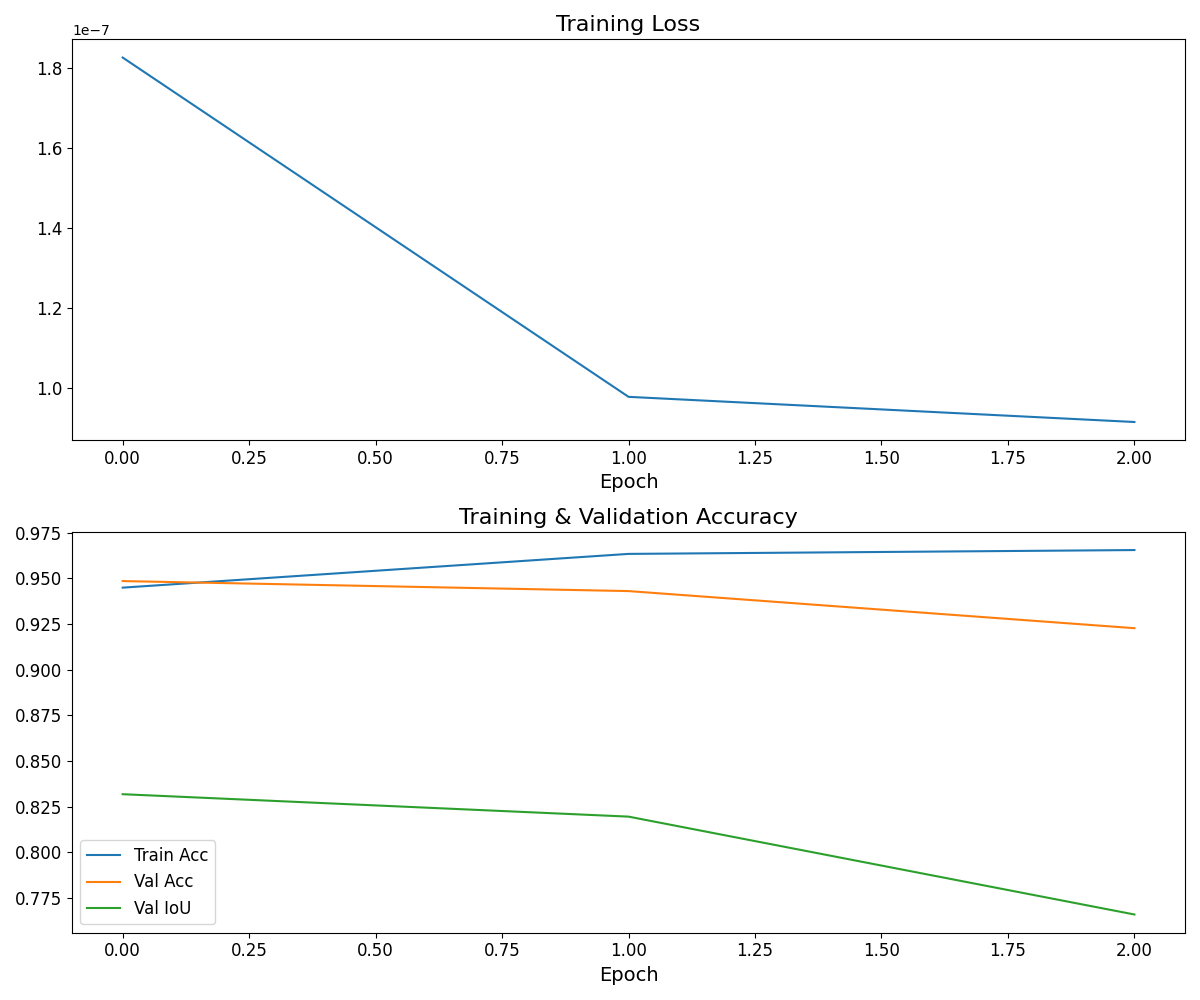 Training Loss
1e−7
1.8
1.6
1.4
1.2
1.0
0.00 0.25 0.50 0.75 1.00 1.25 1.50 1.75 2.00
Epoch
Training & Validation Accuracy
0.975
0.950
0.925
0.900
0.875
0.850
0.825
0.800
0.775
Train Acc
Val Acc
Val IoU
0.00 0.25 0.50 0.75 1.00 1.25 1.50 1.75 2.00
Epoch